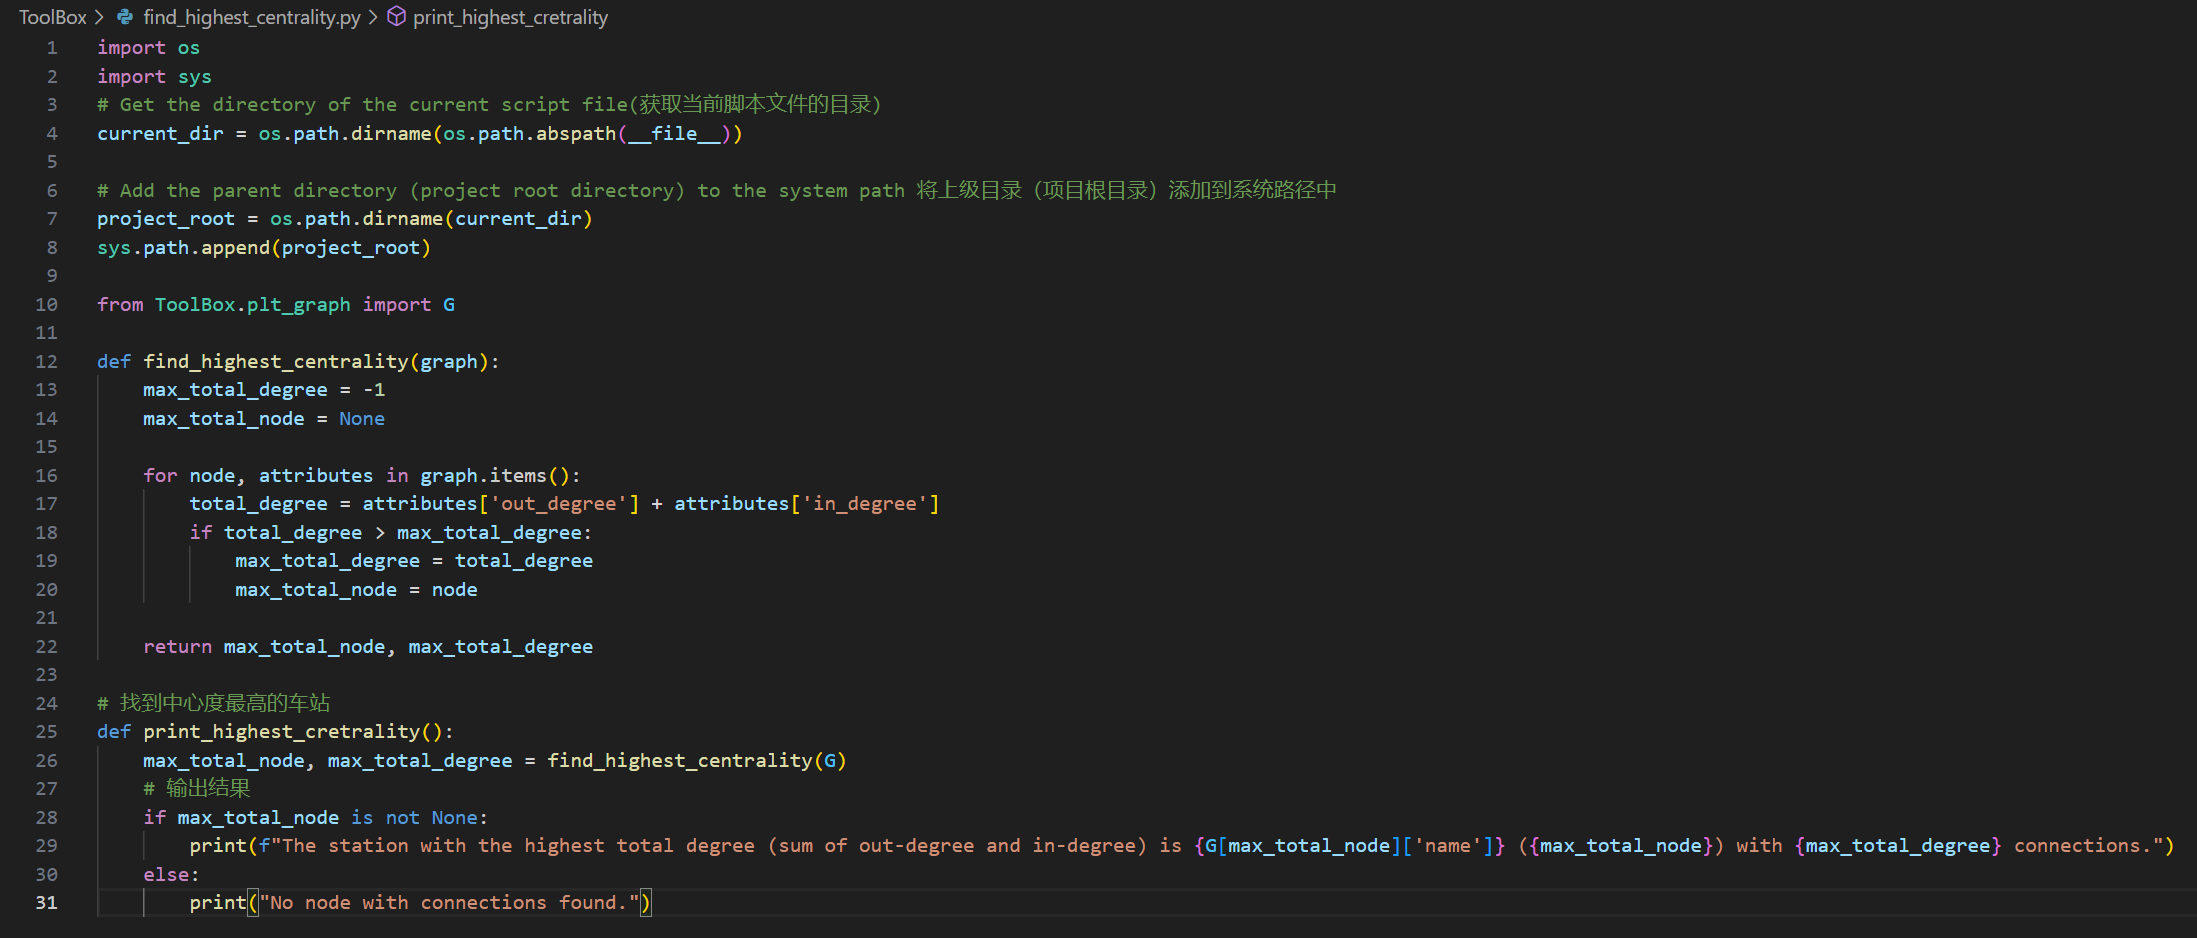 ToolBox > find_highest_centrality.py > print_highest_cretrality
1 import os
2 import sys
3 # Get the directory of the current script file(获取当前脚本文件的目录)
4 current_dir = os.path.dirname(os.path.abspath(__file__))
5
6 # Add the parent directory (project root directory) to the system path 将上级目录（项目根目录）添加到系统路径中
7 project_root = os.path.dirname(current_dir)
8 sys.path.append(project_root)
9
10 from ToolBox.plt_graph import G
11
12 def find_highest_centrality(graph):
13     max_total_degree = -1
14     max_total_node = None
15
16     for node, attributes in graph.items():
17         total_degree = attributes['out_degree'] + attributes['in_degree']
18         if total_degree > max_total_degree:
19             max_total_degree = total_degree
20             max_total_node = node
21
22     return max_total_node, max_total_degree
23
24 # 找到中心度最高的车站
25 def print_highest_cretrality():
26     max_total_node, max_total_degree = find_highest_centrality(G)
27     # 输出结果
28     if max_total_node is not None:
29         print(f"The station with the highest total degree (sum of out-degree and in-degree) is {G[max_total_node]['name']} ({max_total_node}) with {max_total_degree} connections.")
30     else:
31         print("No node with connections found.")